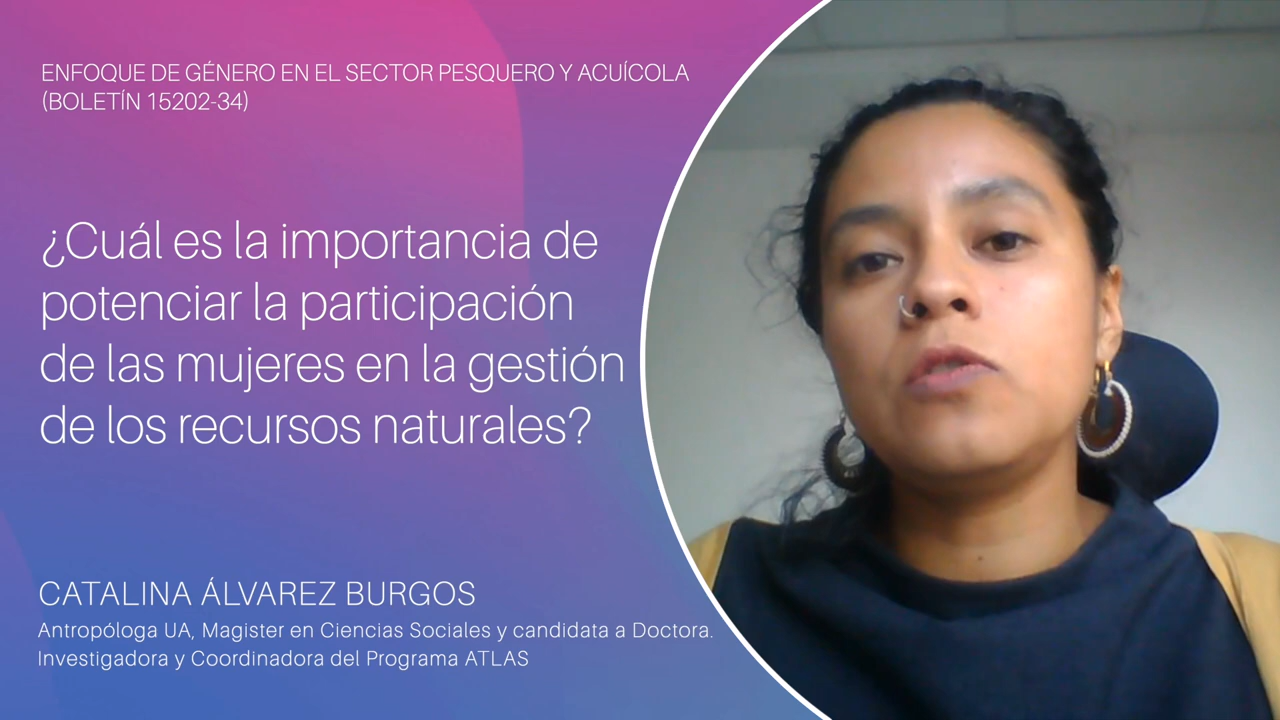 ENFOQUE DE GÉNERO EN EL SECTOR PESQUERO Y ACUÍCOLA
(BOLETÍN 15202-34)
¿Cuál es la importancia de
potenciar la participación
de las mujeres en la gestión
de los recursos naturales?
CATALINA ÁLVAREZ BURGOS
Antropóloga UA, Magister en Ciencias Sociales y candidata a Doctora.
Investigadora y Coordinadora del Programa ATLAS